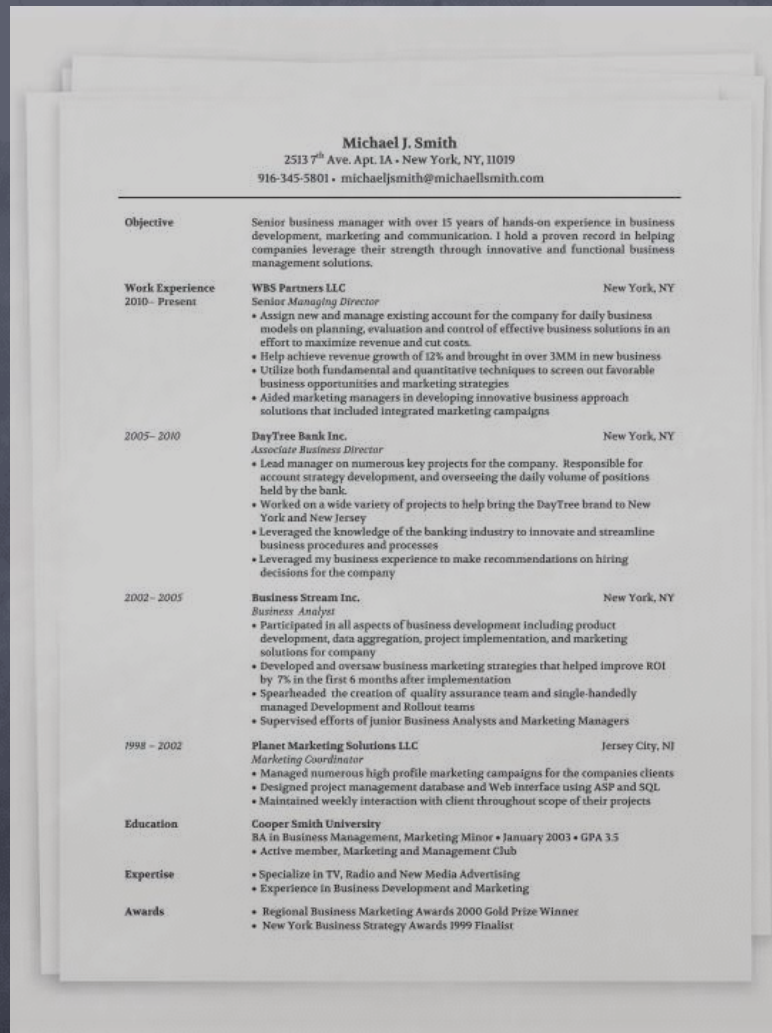 Michael J. Smith
2513 7th Ave. Apt. 1A • New York, NY, 11019
916-345-5801 • michaeljsmith@michaellsmith.com
Objective Senior business manager with over 15 years of hands-on experience in business
development, marketing and communication. I hold a proven record in helping
companies leverage their strength through innovative and functional business
management solutions.
Work Experience WBS Partners LLC New York, NY
2010– Present Senior Managing Director
• Assign new and manage existing account for the company for daily business
models on planning, evaluation and control of effective business solutions in an
effort to maximize revenue and cut costs.
• Help achieve revenue growth of 12% and brought in over 3MM in new business
• Utilize both fundamental and quantitative techniques to screen out favorable
business opportunities and marketing strategies
• Aided marketing managers in developing innovative business approach
solutions that included integrated marketing campaigns
2005– 2010 DayTree Bank Inc. New York, NY
Associate Business Director
• Lead manager on numerous key projects for the company. Responsible for
account strategy development, and overseeing the daily volume of positions
held by the bank.
• Worked on a wide variety of projects to help bring the DayTree brand to New
York and New Jersey
• Leveraged the knowledge of the banking industry to innovate and streamline
business procedures and processes
• Leveraged my business experience to make recommendations on hiring
decisions for the company
2002– 2005 Business Stream Inc. New York, NY
Business Analyst
• Participated in all aspects of business development including product
development, data aggregation, project implementation, and marketing
solutions for company
• Developed and oversaw business marketing strategies that helped improve ROI
by 7% in the first 6 months after implementation
• Spearheaded the creation of quality assurance team and single-handedly
managed Development and Rollout teams
• Supervised efforts of junior Business Analysts and Marketing Managers
1998 – 2002 Planet Marketing Solutions LLC Jersey City, NJ
Marketing Coordinator
• Managed numerous high profile marketing campaigns for the companies clients
• Designed project management database and Web interface using ASP and SQL
• Maintained weekly interaction with client throughout scope of their projects
Education Cooper Smith University
BA in Business Management, Marketing Minor • January 2003 • GPA 3.5
• Active member, Marketing and Management Club
Expertise • Specialize in TV, Radio and New Media Advertising
• Experience in Business Development and Marketing
Awards • Regional Business Marketing Awards 2000 Gold Prize Winner
• New York Business Strategy Awards 1999 Finalist